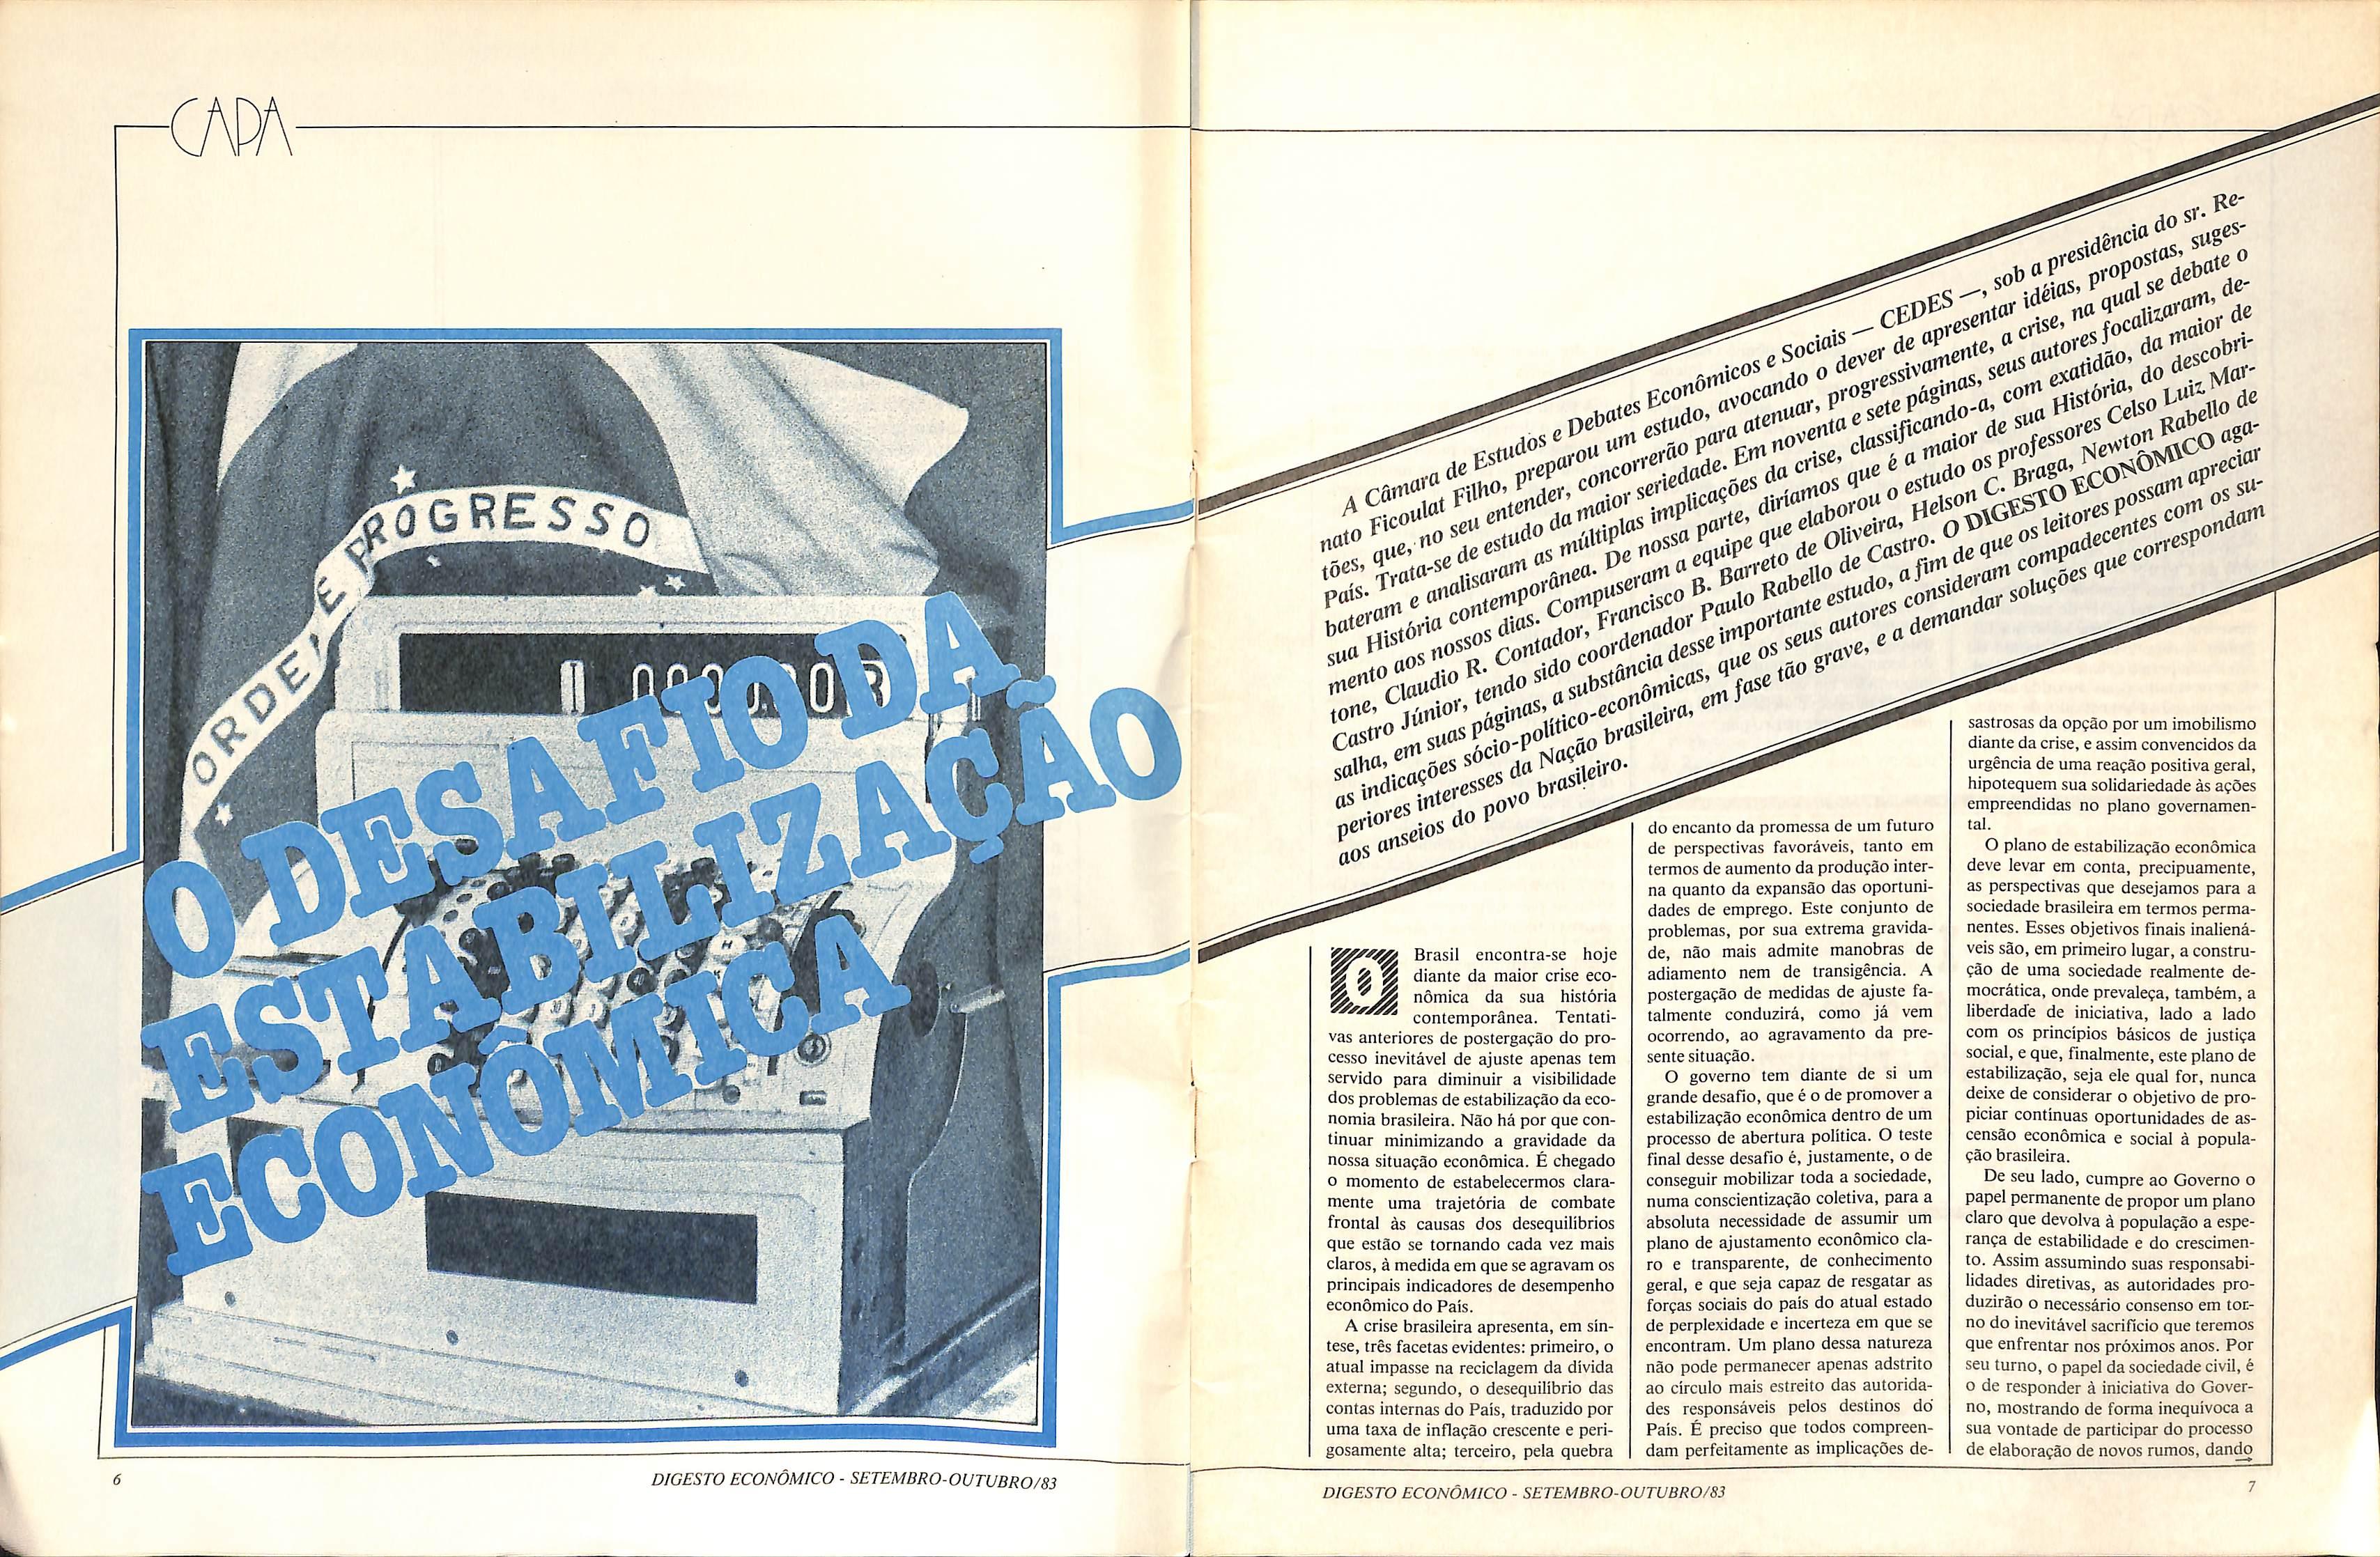 CAPA
ORDEM E PROGRESSO
O DESAFIO DA
ESTABILIZAÇÃO
ECONÔMICA
6
DIGESTO ECONÔMICO - SETEMBRO-OUTUBRO/83
A Câmara de Estudos e Debates Econômicos e Sociais — CEDES —, sob a presidência do sr. Re-
nato Ficoulat Filho, preparou um estudo, avocando o dever de apresentar idéias, propostas, suges-
tões, que, no seu entender, concorrerão para atenuar, progressivamente, a crise, na qual se debate o
País. Trata-se de estudo da maior seriedade. Em noventa e sete páginas, seus autores focalizaram, de-
bateram e analisaram as múltiplas implicações da crise, classificando-a, com exatidão, da maior de
sua História contemporânea. De nossa parte, diríamos que é a maior de sua História, do descobri-
mento aos nossos dias. Compuseram a equipe que elaborou o estudo os professores Celso Luiz Mar-
tone, Claudio R. Contador, Francisco B. Barreto de Oliveira, Helson C. Braga, Newton Rabello de
Castro Júnior, tendo sido coordenador Paulo Rabello de Castro. O DIGESTO ECONÔMICO aga-
salha, em suas páginas, a substância desse importante estudo, a fim de que os leitores possam apreciar
as indicações sócio-político-econômicas, que os seus autores consideram compadecentes com os su-
periores interesses da Nação brasileira, em fase tão grave, e a demandar soluções que correspondam
aos anseios do povo brasileiro.
O Brasil encontra-se hoje
diante da maior crise eco-
nômica da sua história
contemporânea. Tentati-
vas anteriores de postergação do pro-
cesso inevitável de ajuste apenas tem
servido para diminuir a visibilidade
dos problemas de estabilização da eco-
nomia brasileira. Não há por que con-
tinuar minimizando a gravidade da
nossa situação econômica. É chegado
o momento de estabelecermos clara-
mente uma trajetória de combate
frontal às causas dos desequilíbrios
que estão se tornando cada vez mais
claros, à medida em que se agravam os
principais indicadores de desempenho
econômico do País.
A crise brasileira apresenta, em sín-
tese, três facetas evidentes: primeiro, o
atual impasse na reciclagem da dívida
externa; segundo, o desequilíbrio das
contas internas do País, traduzido por
uma taxa de inflação crescente e peri-
gosamente alta; terceiro, pela quebra
do encanto da promessa de um futuro
de perspectivas favoráveis, tanto em
termos de aumento da produção inter-
na quanto da expansão das oportuni-
dades de emprego. Este conjunto de
problemas, por sua extrema gravida-
de, não mais admite manobras de
adiamento nem de transigência. A
postergação de medidas de ajuste fa-
talmente conduzirá, como já vem
ocorrendo, ao agravamento da pre-
sente situação.
O governo tem diante de si um
grande desafio, que é o de promover a
estabilização econômica dentro de um
processo de abertura política. O teste
final desse desafio é, justamente, o de
conseguir mobilizar toda a sociedade,
numa conscientização coletiva, para a
absoluta necessidade de assumir um
plano de ajustamento econômico cla-
ro e transparente, de conhecimento
geral, e que seja capaz de resgatar as
forças sociais do país do atual estado
de perplexidade e incerteza em que se
encontram. Um plano dessa natureza
não pode permanecer apenas adstrito
ao círculo mais estreito das autorida-
des responsáveis pelos destinos do
País. É preciso que todos compreen-
dam perfeitamente as implicações de-
sastrosas da opção por um imobilismo
diante da crise, e assim convencidos da
urgência de uma reação positiva geral,
hipotequem sua solidariedade às ações
empreendidas no plano governamen-
tal.
O plano de estabilização econômica
deve levar em conta, precipuamente,
as perspectivas que desejamos para a
sociedade brasileira em termos perma-
nentes. Esses objetivos finais inaliená-
veis são, em primeiro lugar, a constru-
ção de uma sociedade realmente de-
mocrática, onde prevaleça, também, a
liberdade de iniciativa, lado a lado
com os princípios básicos de justiça
social, e que, finalmente, este plano de
estabilização, seja ele qual for, nunca
deixe de considerar o objetivo de pro-
piciar contínuas oportunidades de as-
censão econômica e social à popula-
ção brasileira.
De seu lado, cumpre ao Governo o
papel permanente de propor um plano
claro que devolva à população a espe-
rança de estabilidade e do crescimen-
to. Assim assumindo suas responsabi-
lidades diretivas, as autoridades pro-
duzirão o necessário consenso em tor-
no do inevitável sacrifício que teremos
que enfrentar nos próximos anos. Por
seu turno, o papel da sociedade civil, é
o de responder à iniciativa do Gover-
no, mostrando de forma inequívoca a
sua vontade de participar do processo
de elaboração de novos rumos, dando
DIGESTO ECONÔMICO - SETEMBRO-OUTUBRO/83
7